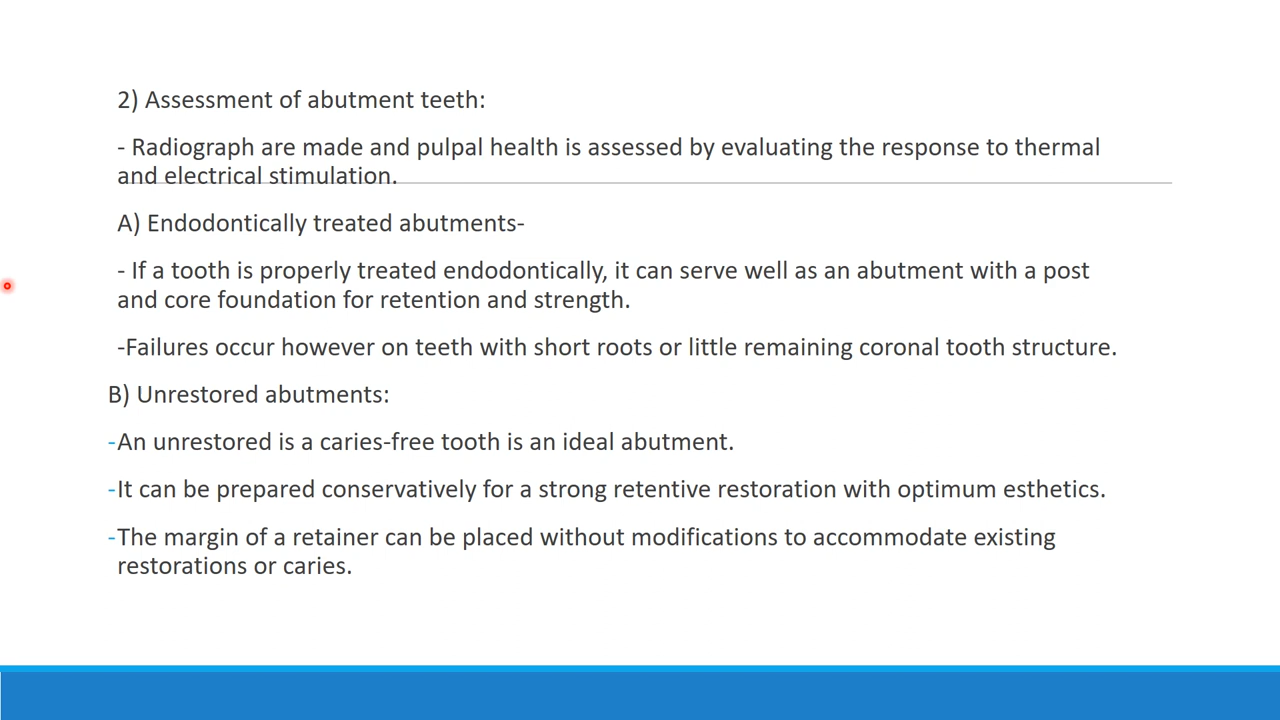 2) Assessment of abutment teeth:
- Radiograph are made and pulpal health is assessed by evaluating the response to thermal
and electrical stimulation.
A) Endodontically treated abutments-
- If a tooth is properly treated endodontically, it can serve well as an abutment with a post
and core foundation for retention and strength.
-Failures occur however on teeth with short roots or little remaining coronal tooth structure.
B) Unrestored abutments:
-An unrestored is a caries-free tooth is an ideal abutment.
-It can be prepared conservatively for a strong retentive restoration with optimum esthetics.
-The margin of a retainer can be placed without modifications to accommodate existing
restorations or caries.